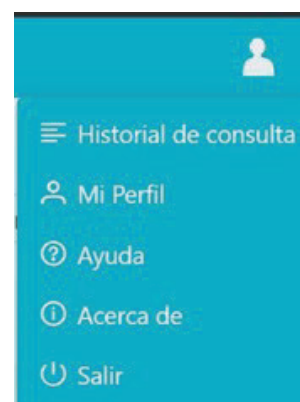 Historial de consulta
Mi Perfil
Ayuda
Acerca de
Salir